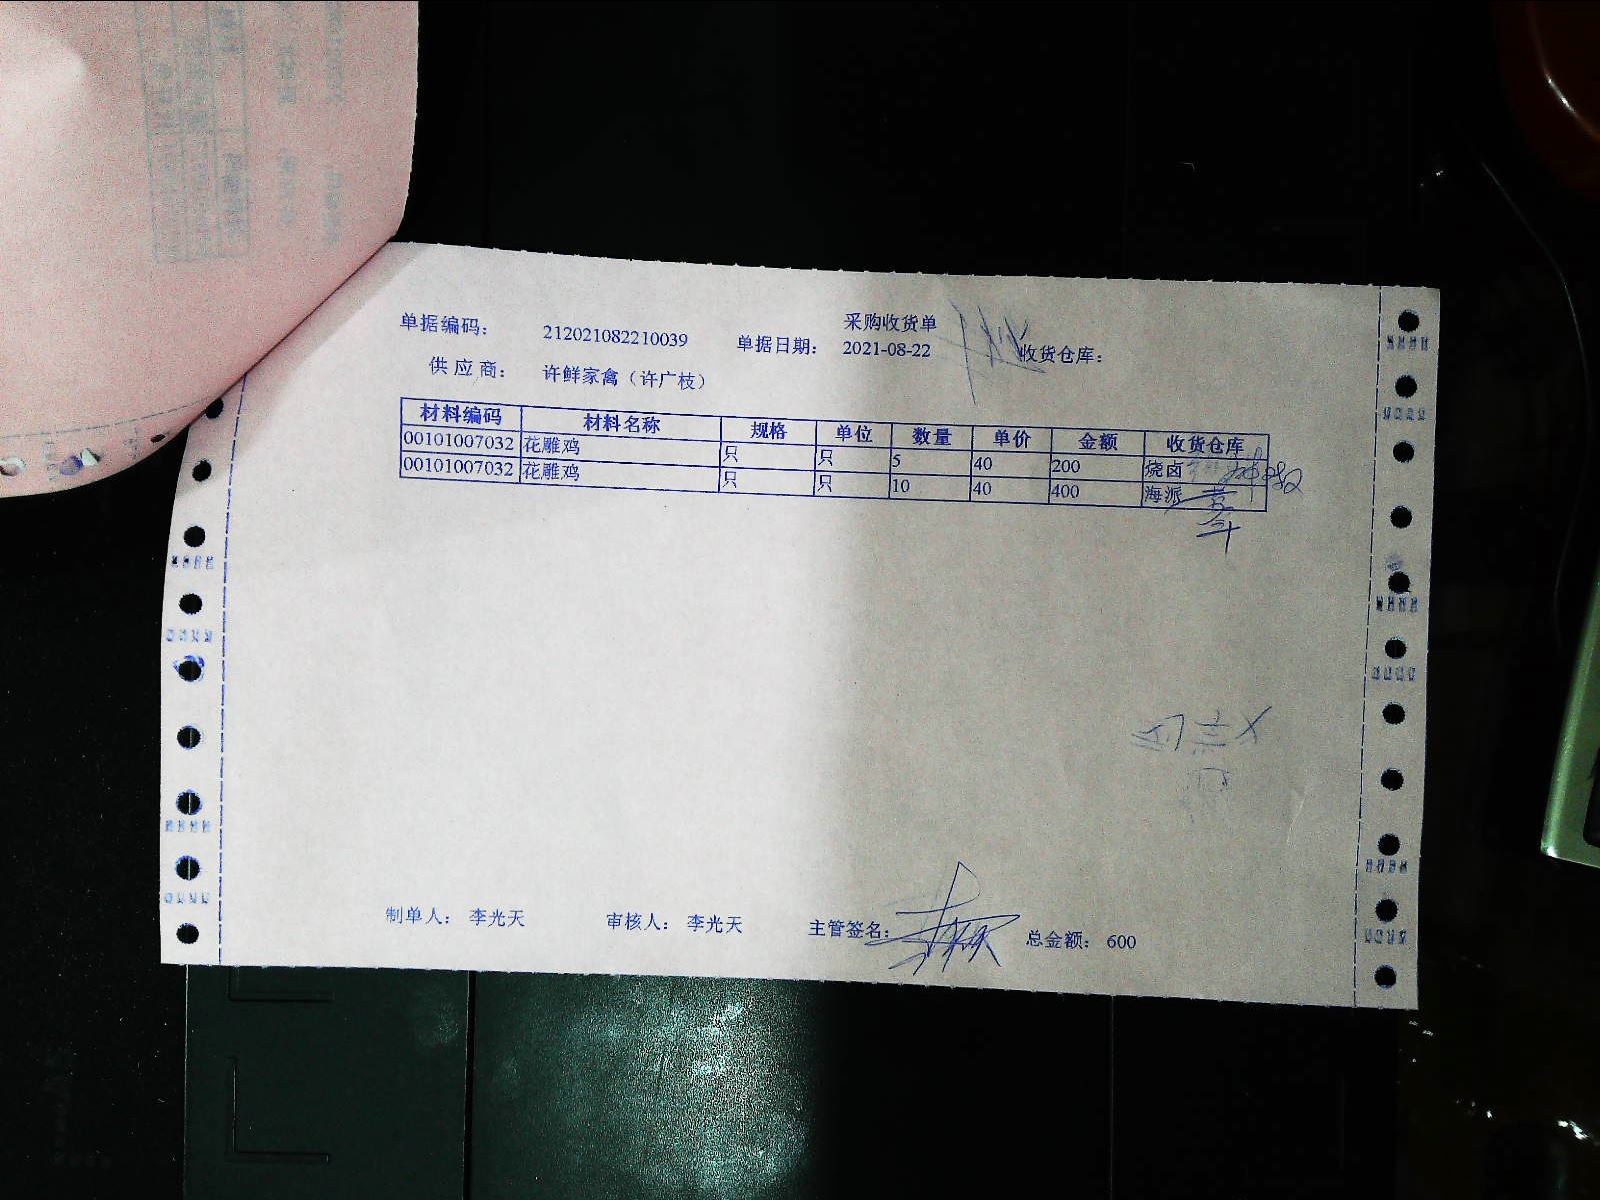 采购收货单
单据编码： 212021082210039 单据日期： 2021-08-22 收货仓库：
供应商： 许鲜家禽（许广枝）
材料编码 材料名称 规格 单位 数量 单价 金额 收货仓库
00101007032 花雕鸡 只 只 5 40 200 烧卤
00101007032 花雕鸡 只 只 10 40 400 海派
制单人： 李光天 审核人： 李光天 主管签名： 总金额： 600